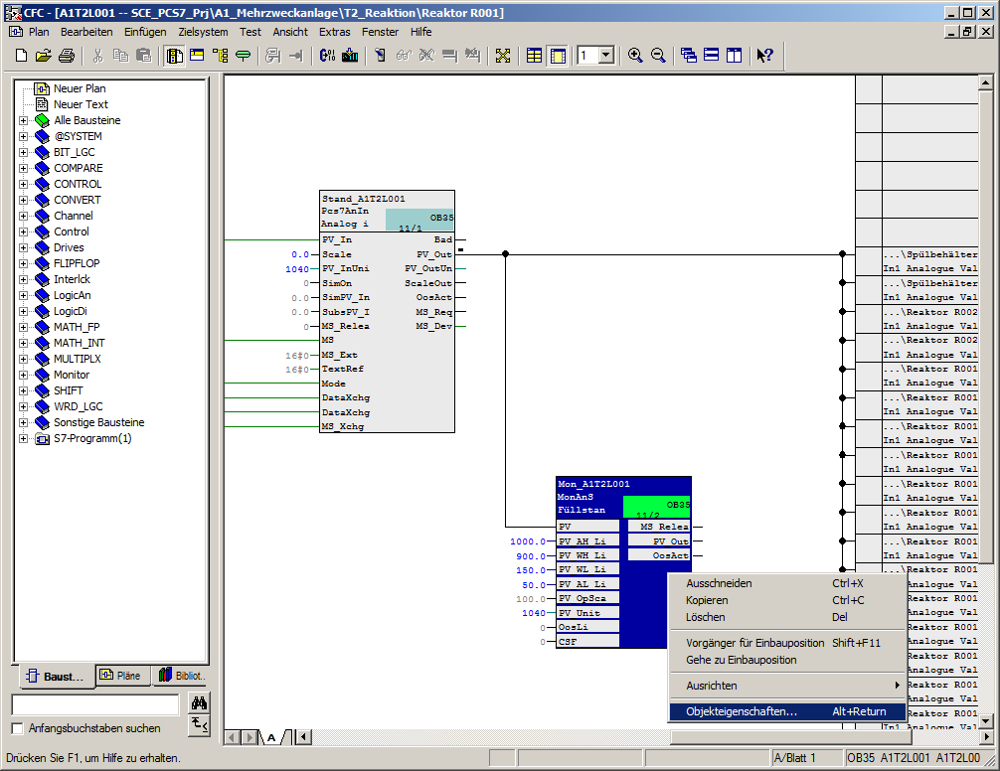 CFC - [A1T2L001 -- SCE_PCS7_Prj\A1_Mehrzweckanlage\T2_Reaktion\Reaktor R001]
Plan Bearbeiten Einfügen Zielsystem Test Ansicht Extras Fenster Hilfe
1
Neuer Plan
Neuer Text
Alle Bausteine
@SYSTEM
BIT_LGC
COMPARE
CONTROL
CONVERT
Channel
Control
Drives
FLIPFLOP
Interlck
LogicAn
LogicDi
MATH_FP
MATH_INT
MULTIPLX
Monitor
SHIFT
WRD_LGC
Sonstige Bausteine
S7-Programm(1)
Baust... Pläne Bibliot..
Anfangsbuchstaben suchen
Stand_A1T2L001
Pcs7AnIn OB35
Analog i 11/1
PV_In Bad
0.0 Scale PV_Out
1040 PV_InUni PV_OutUn
0 SimOn ScaleOut
0.0 SimPV_In OosAct
0.0 SubsPV_I MS_Req
0 MS_Relea MS_Dev
MS
16#0 MS_Ext
16#0 TextRef
Mode
DataXchg
DataXchg
MS_Xchg
Mon_A1T2L001
MonAnS OB35
Füllstan 11/2
PV MS_Relea
1000.0 PV_AH_Li PV_Out
900.0 PV_WH_Li OosAct
150.0 PV_WL_Li
50.0 PV_AL_Li
100.0 PV_OpSca
1040 PV_Unit
0 OosLi
0 CSF
...\Spülbehälter
In1 Analogue Val
...\Spülbehälter
In1 Analogue Val
...\Reaktor R002
In1 Analogue Val
...\Reaktor R002
In1 Analogue Val
...\Reaktor R001
In1 Analogue Val
...\Reaktor R001
In1 Analogue Val
...\Reaktor R001
In1 Analogue Val
...\Reaktor R001
In1 Analogue Val
...\Reaktor R001
In1 Analogue Val
...\Reaktor R001
In1 Analogue Val
...\Reaktor R001
In1 Analogue Val
...\Reaktor R001
Analogue Val
Reaktor R001
Analogue Val
Reaktor R001
Analogue Val
Reaktor R001
Analogue Val
Reaktor R001
Analogue Val
Reaktor R001
In1 Analogue Val
Ausschneiden Ctrl+X
Kopieren Ctrl+C
Löschen Del
Vorgänger für Einbauposition Shift+F11
Gehe zu Einbauposition
Ausrichten
Objekteigenschaften... Alt+Return
A
Drücken Sie F1, um Hilfe zu erhalten. A/Blatt 1 OB35 A1T2L001 A1T2L00